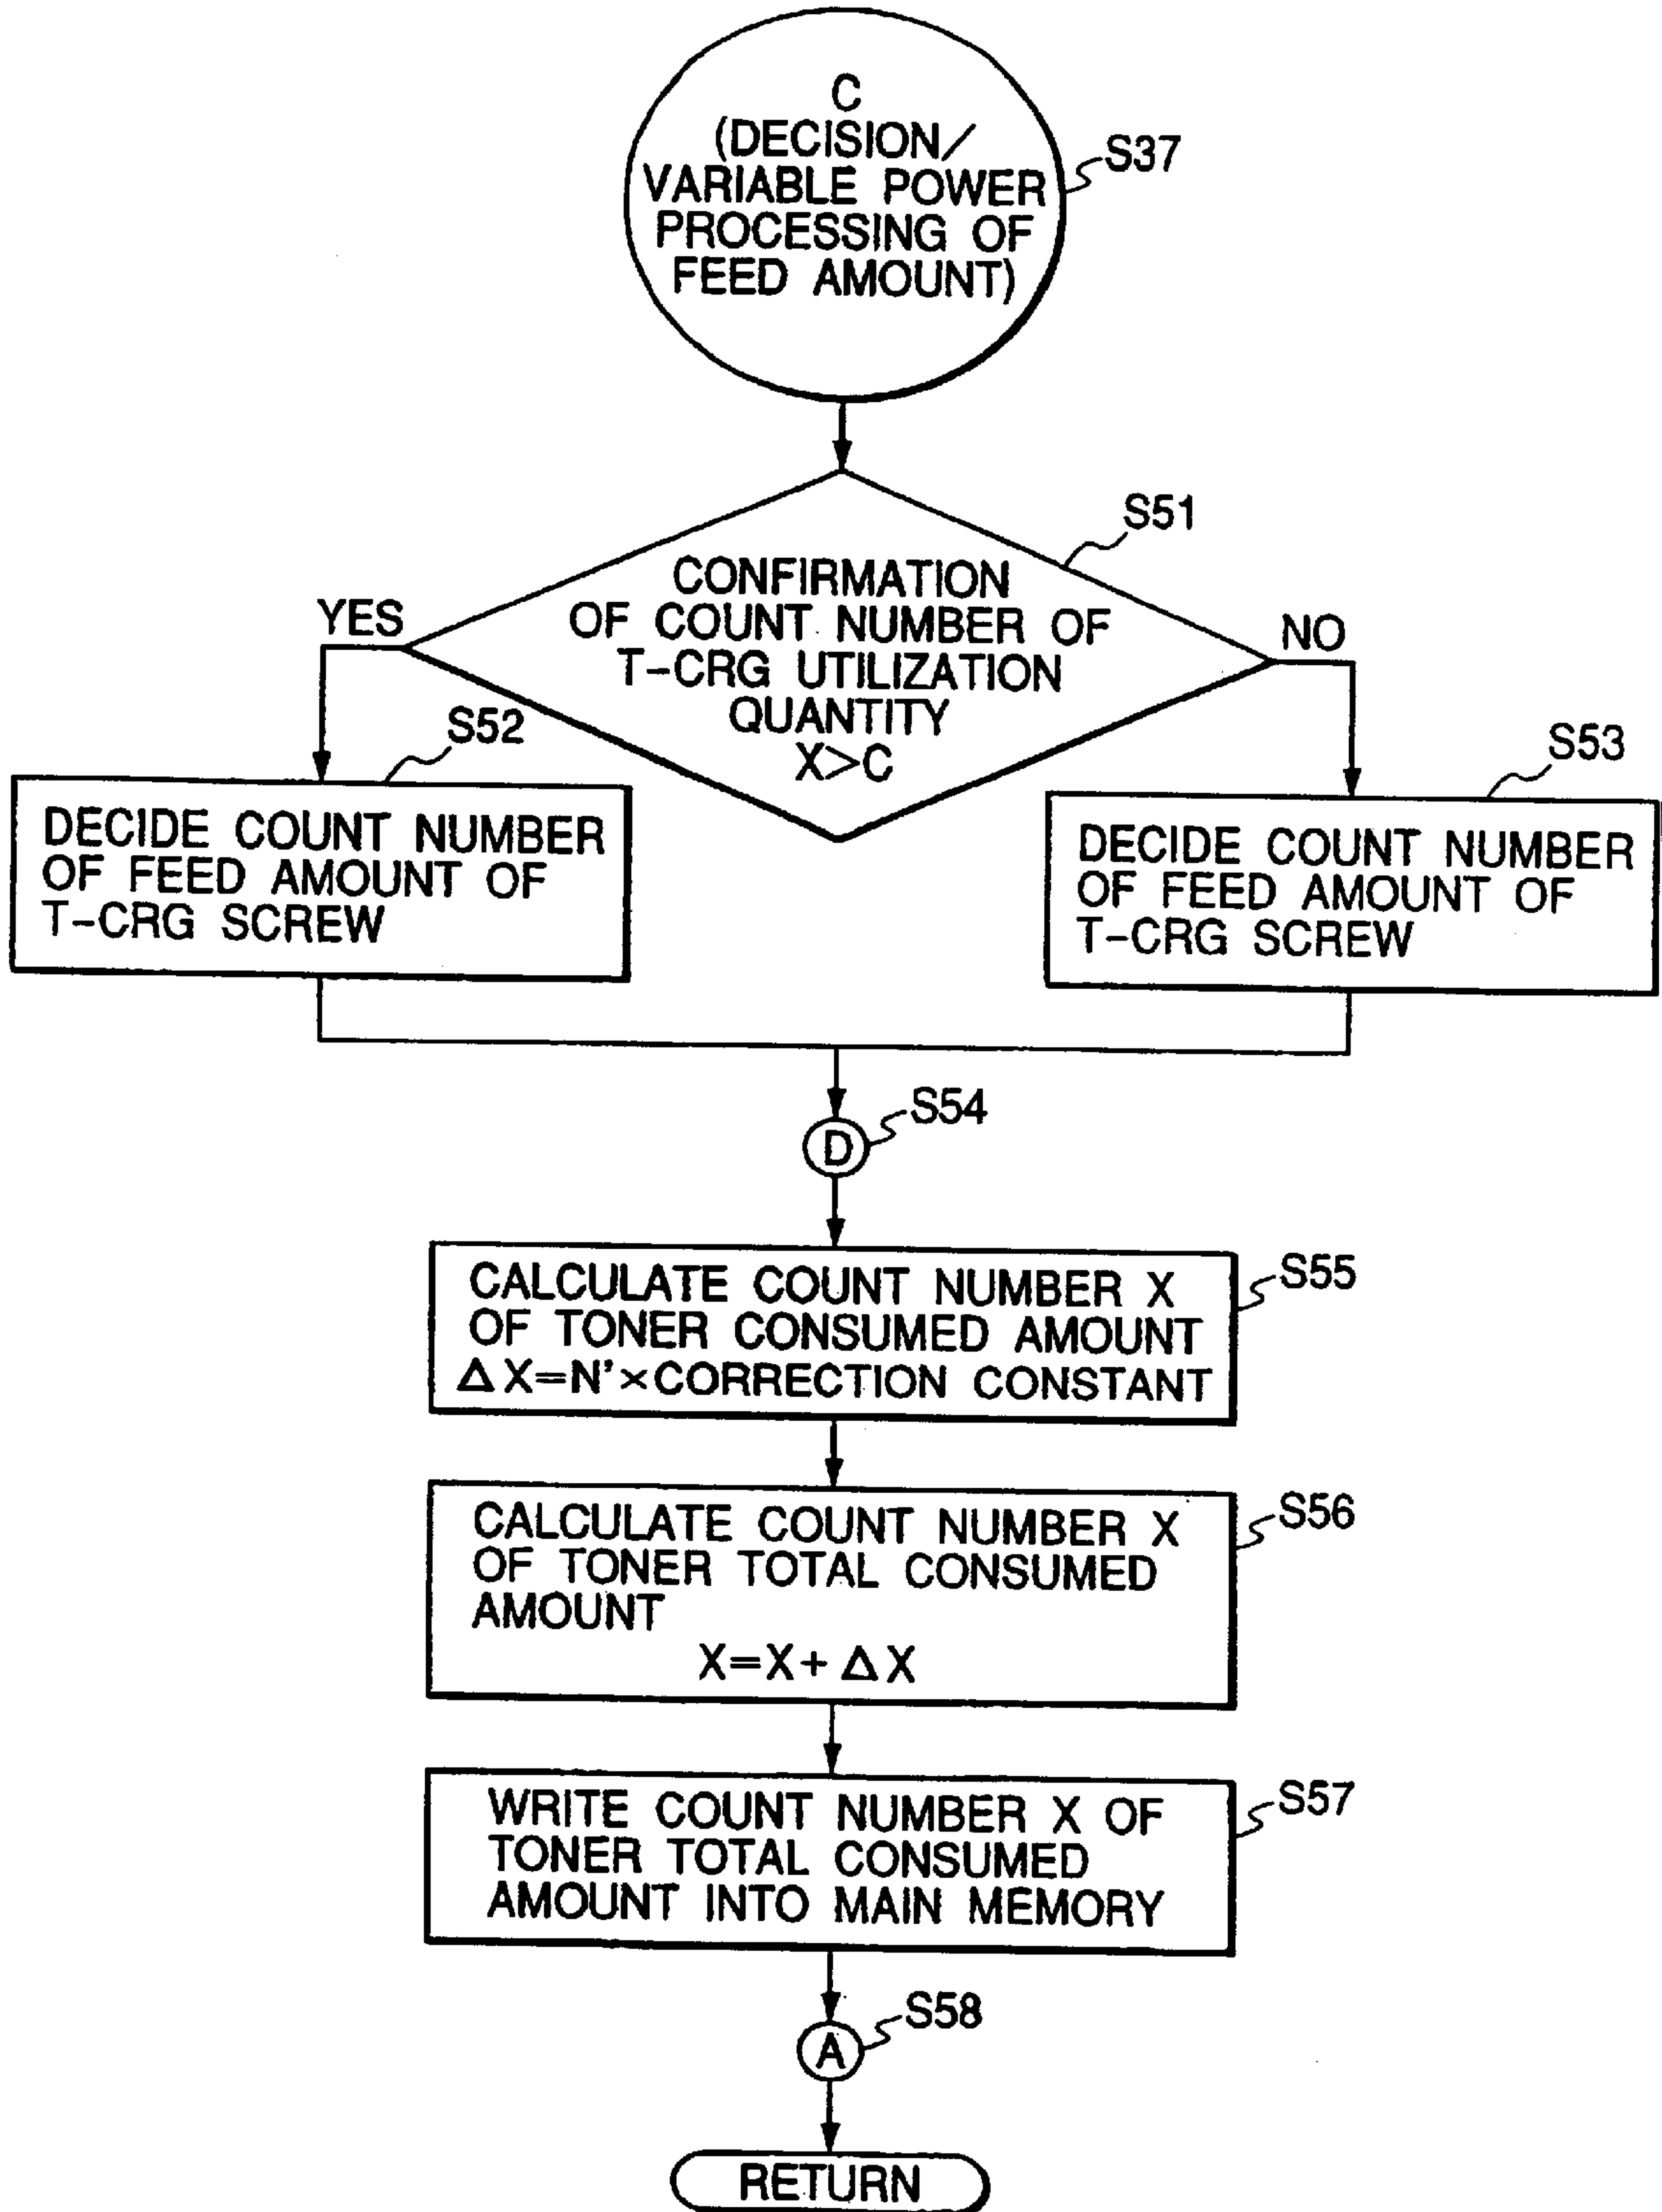 C
(DECISION/
VARIABLE POWER
PROCESSING OF
FEED AMOUNT)
S37
S51
CONFIRMATION
OF COUNT NUMBER OF
T-CRG UTILIZATION
QUANTITY
X>C
YES
NO
S52
DECIDE COUNT NUMBER
OF FEED AMOUNT OF
T-CRG SCREW
S53
DECIDE COUNT NUMBER
OF FEED AMOUNT OF
T-CRG SCREW
D
S54
CALCULATE COUNT NUMBER X
OF TONER CONSUMED AMOUNT
ΔX=N'×CORRECTION CONSTANT
S55
CALCULATE COUNT NUMBER X
OF TONER TOTAL CONSUMED
AMOUNT
X=X+ΔX
S56
WRITE COUNT NUMBER X OF
TONER TOTAL CONSUMED
AMOUNT INTO MAIN MEMORY
S57
A
S58
RETURN